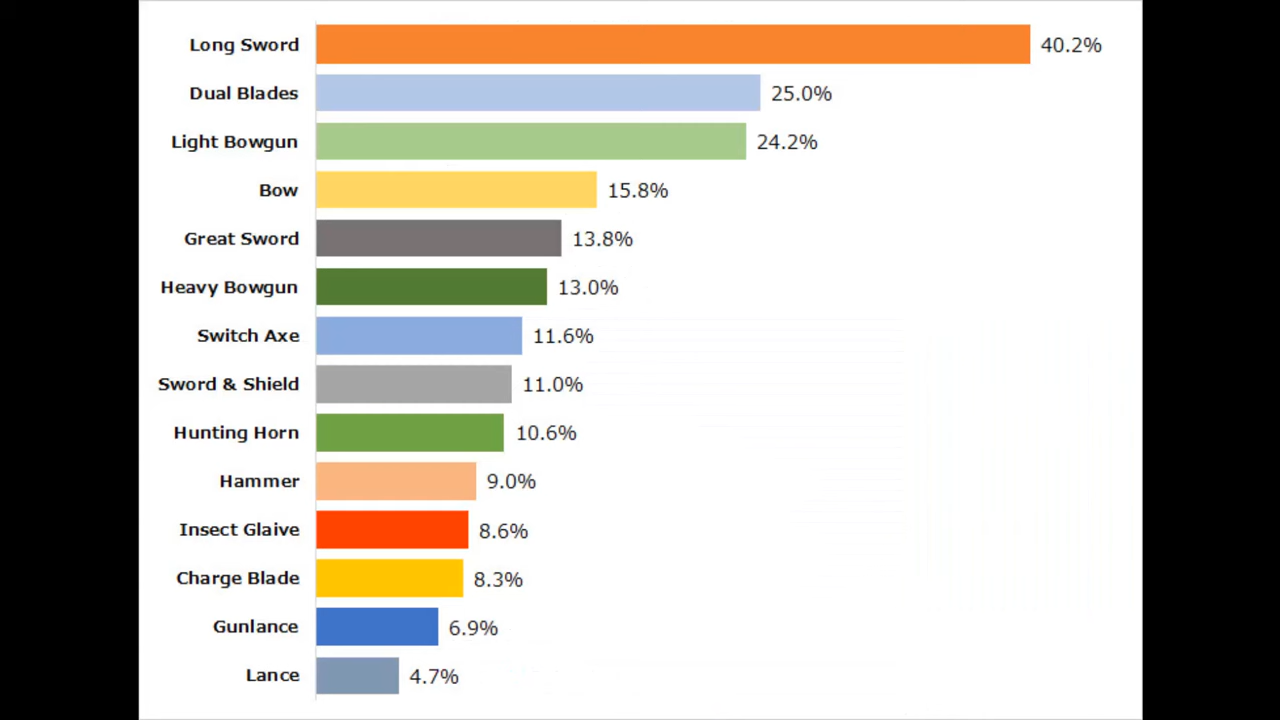 Long Sword 40.2%
Dual Blades 25.0%
Light Bowgun 24.2%
Bow 15.8%
Great Sword 13.8%
Heavy Bowgun 13.0%
Switch Axe 11.6%
Sword & Shield 11.0%
Hunting Horn 10.6%
Hammer 9.0%
Insect Glaive 8.6%
Charge Blade 8.3%
Gunlance 6.9%
Lance 4.7%